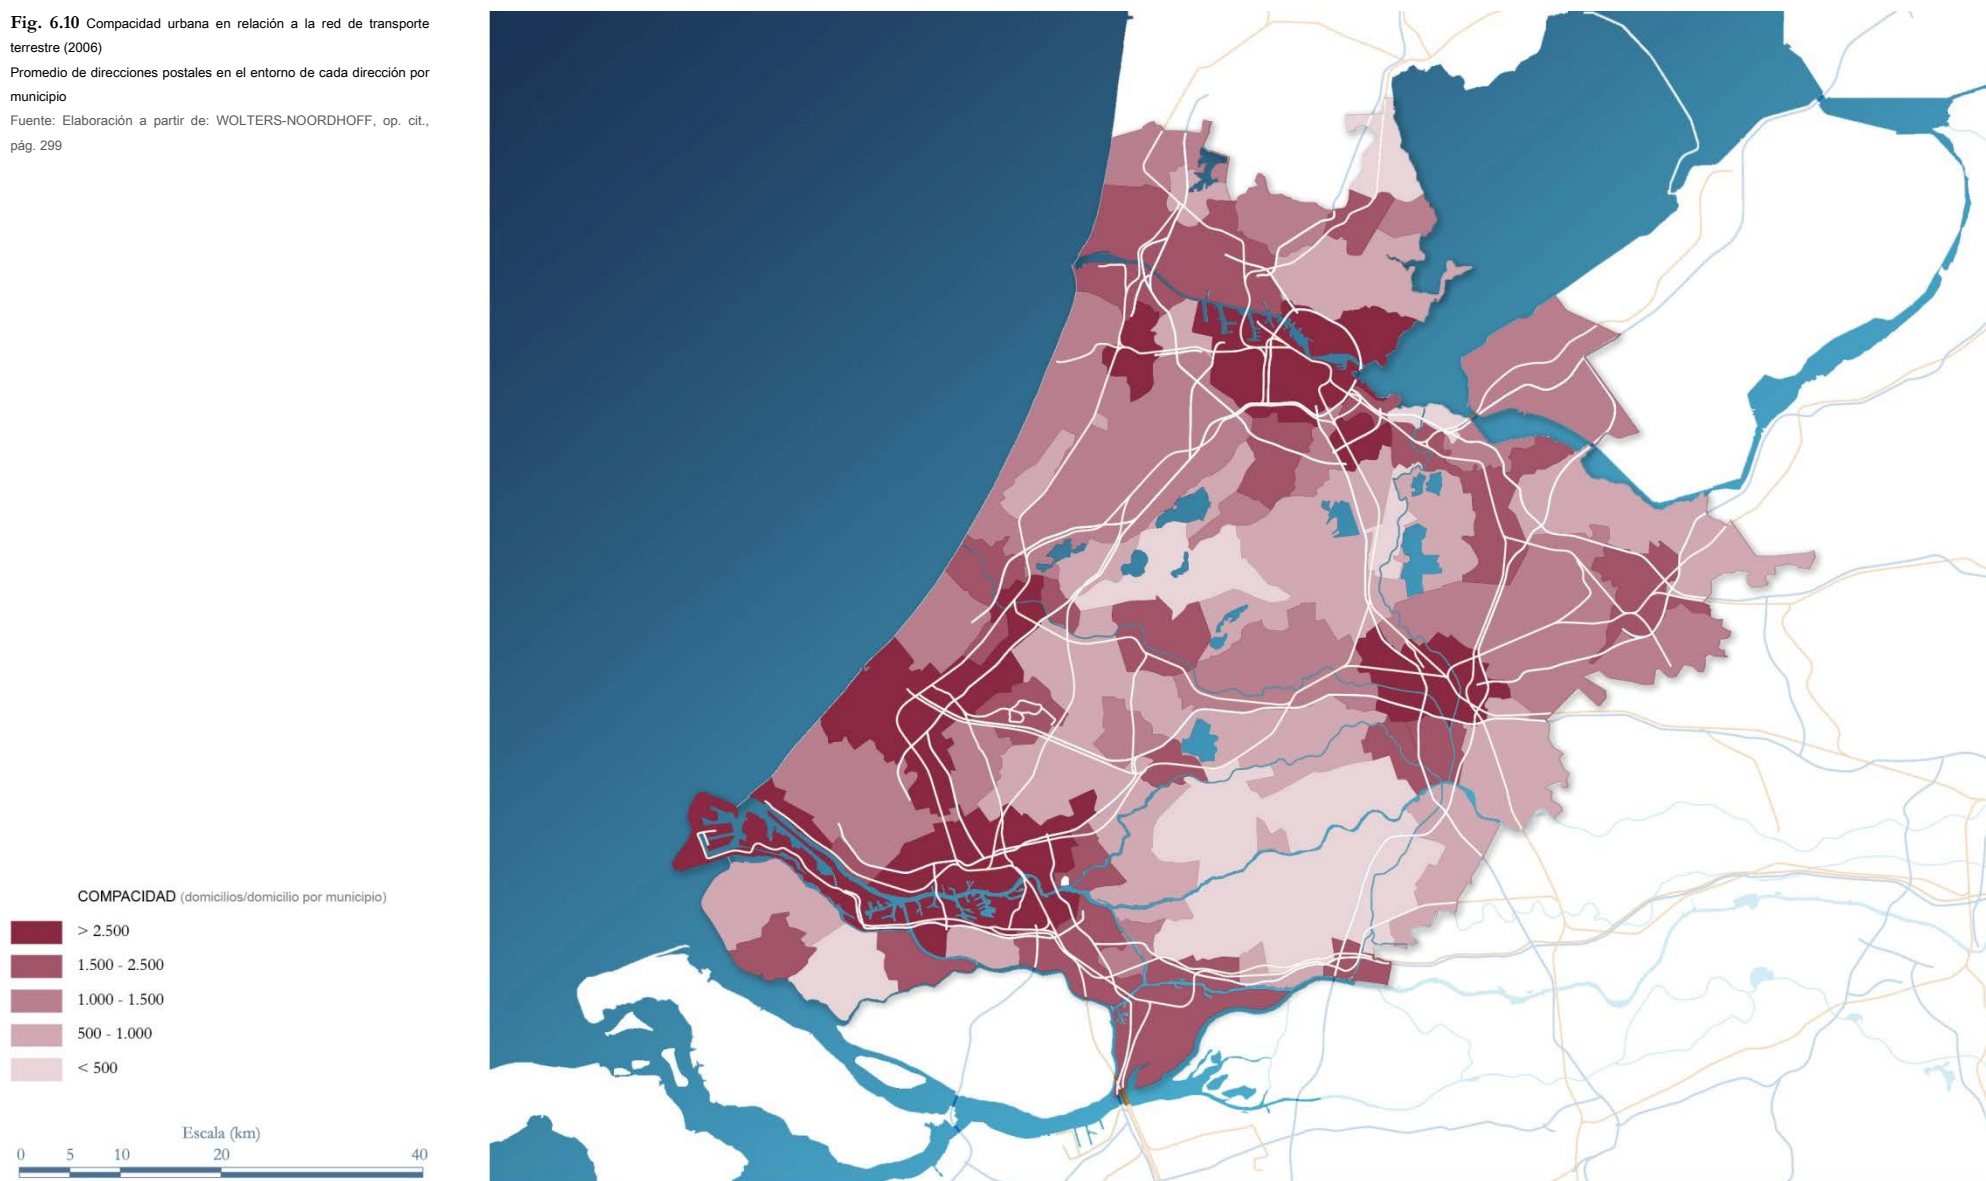 Fig. 6.10 Compacidad urbana en relación a la red de transporte
terrestre (2006)
Promedio de direcciones postales en el entorno de cada dirección por
municipio
Fuente: Elaboración a partir de: WOLTERS-NOORDHOFF, op. cit.,
pág. 299
COMPACIDAD (domicilios/domicilio por municipio)
> 2.500
1.500 - 2.500
1.000 - 1.500
500 - 1.000
< 500
Escala (km)
0 5 10 20 40